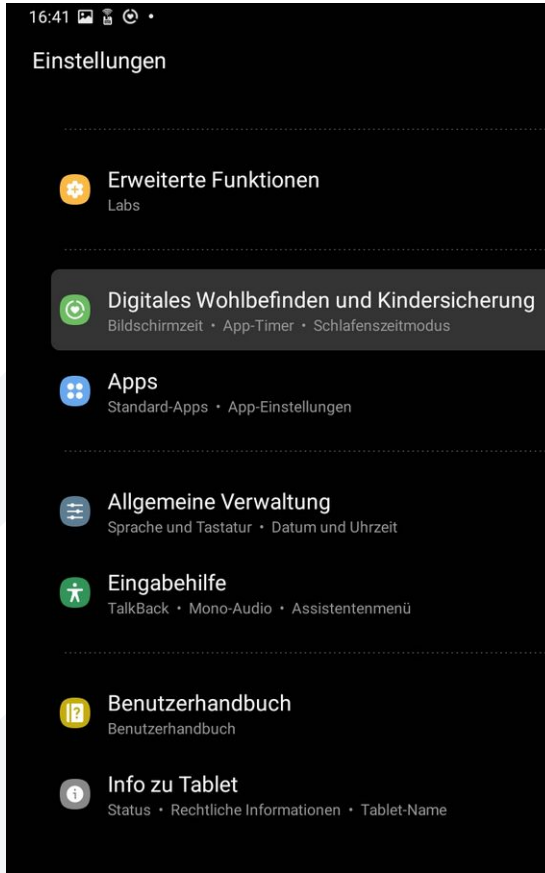 16:41
Einstellungen
Erweiterte Funktionen
Labs
Digitales Wohlbefinden und Kindersicherung
Bildschirmzeit • App-Timer • Schlafenszeitmodus
Apps
Standard-Apps • App-Einstellungen
Allgemeine Verwaltung
Sprache und Tastatur • Datum und Uhrzeit
Eingabehilfe
TalkBack • Mono-Audio • Assistentenmenü
Benutzerhandbuch
Benutzerhandbuch
Info zu Tablet
Status • Rechtliche Informationen • Tablet-Name